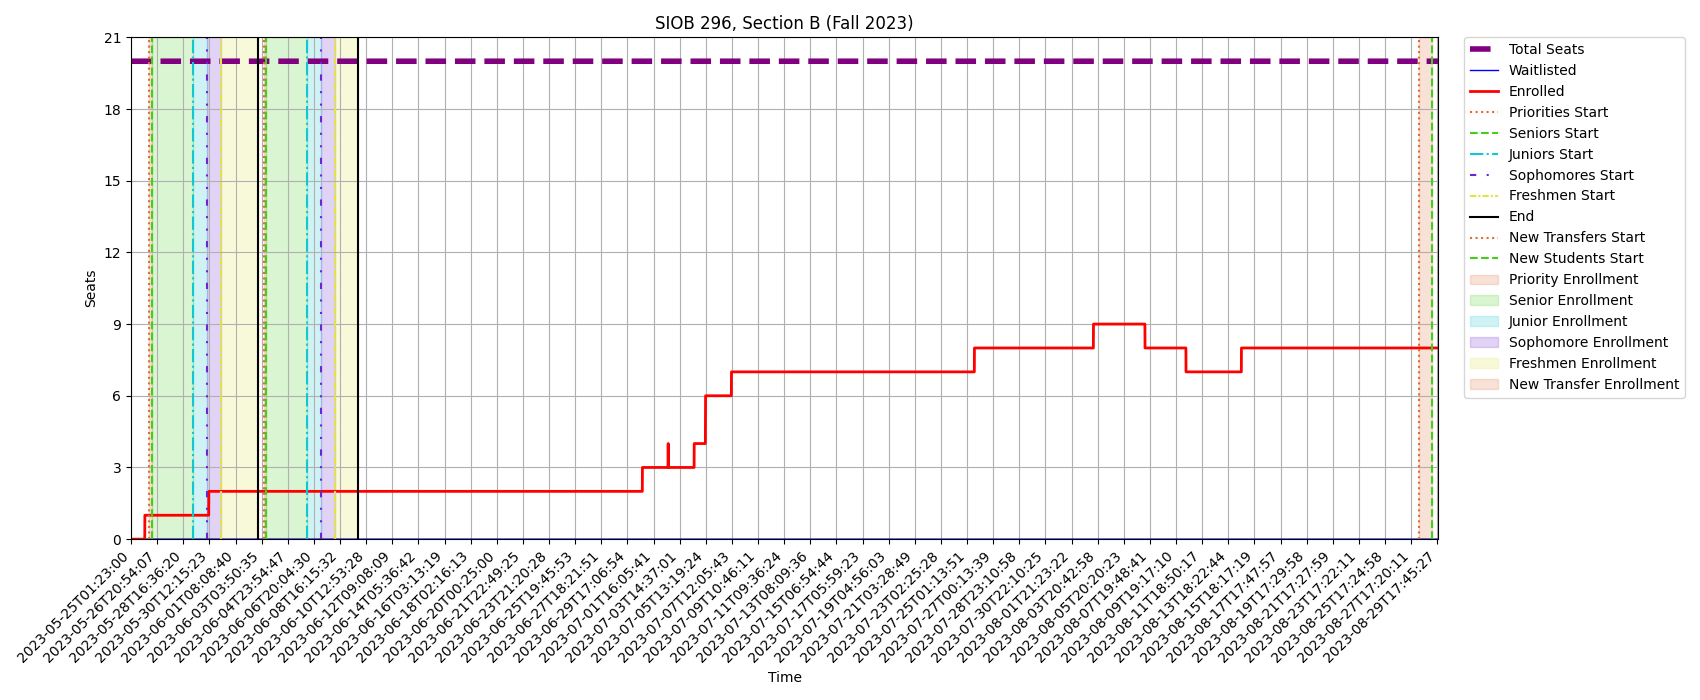 SIOB 296, Section B (Fall 2023)
21
18
15
12
9
6
3
0
Seats
2023-05-25T01:23:00
2023-05-26T20:54:07
2023-05-28T16:36:20
2023-05-30T12:15:23
2023-06-01T08:08:40
2023-06-03T03:50:35
2023-06-04T23:54:47
2023-06-06T20:04:30
2023-06-08T16:15:32
2023-06-10T12:53:28
2023-06-12T09:08:09
2023-06-14T05:36:42
2023-06-16T03:13:19
2023-06-18T02:16:13
2023-06-20T00:25:00
2023-06-21T22:49:25
2023-06-23T21:20:28
2023-06-25T19:45:53
2023-06-27T18:21:51
2023-06-29T17:06:54
2023-07-01T16:05:41
2023-07-03T14:37:01
2023-07-05T13:19:24
2023-07-07T12:05:43
2023-07-09T10:46:11
2023-07-11T09:36:24
2023-07-13T08:09:36
2023-07-15T06:54:44
2023-07-17T05:59:23
2023-07-19T04:56:03
2023-07-21T03:28:49
2023-07-23T02:25:28
2023-07-25T01:13:51
2023-07-27T00:13:39
2023-07-28T23:10:58
2023-07-30T22:10:25
2023-08-01T21:23:22
2023-08-03T20:42:58
2023-08-05T20:20:23
2023-08-07T19:48:41
2023-08-09T19:17:10
2023-08-11T18:50:17
2023-08-13T18:22:44
2023-08-15T18:17:19
2023-08-17T17:47:57
2023-08-19T17:29:58
2023-08-21T17:27:59
2023-08-23T17:22:11
2023-08-25T17:24:58
2023-08-27T17:20:11
2023-08-29T17:45:27
Time
Total Seats
Waitlisted
Enrolled
Priorities Start
Seniors Start
Juniors Start
Sophomores Start
Freshmen Start
End
New Transfers Start
New Students Start
Priority Enrollment
Senior Enrollment
Junior Enrollment
Sophomore Enrollment
Freshmen Enrollment
New Transfer Enrollment